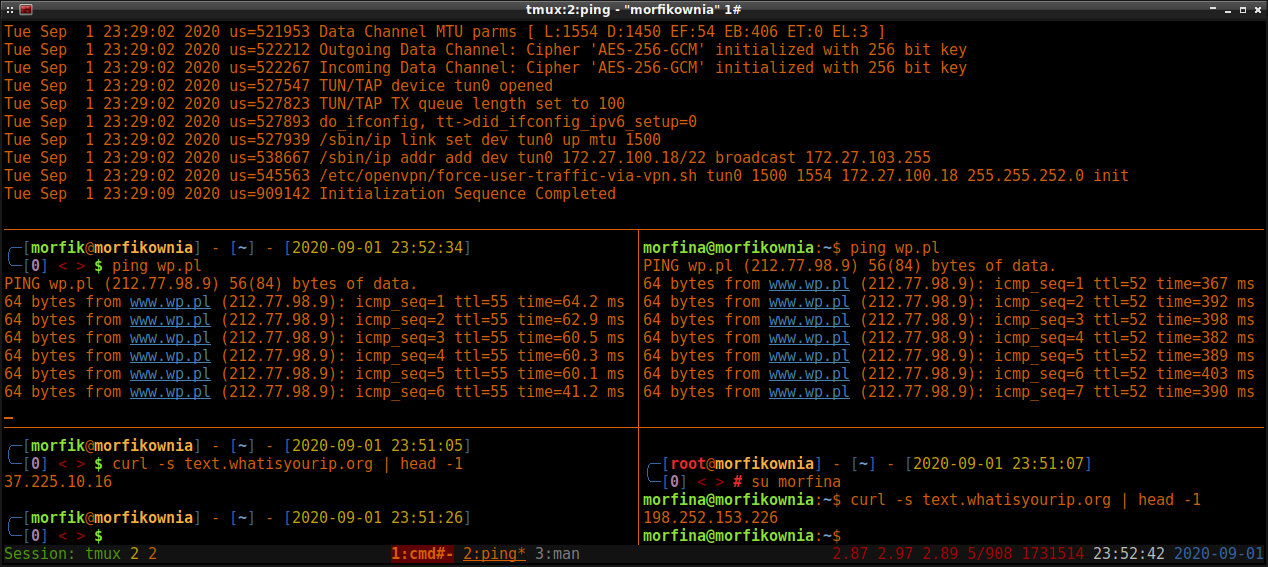 tmux:2:ping - "morfikownia" 1#
Tue Sep  1 23:29:02 2020 us=521953 Data Channel MTU parms [ L:1554 D:1450 EF:54 EB:406 ET:0 EL:3 ]
Tue Sep  1 23:29:02 2020 us=522212 Outgoing Data Channel: Cipher 'AES-256-GCM' initialized with 256 bit key
Tue Sep  1 23:29:02 2020 us=522267 Incoming Data Channel: Cipher 'AES-256-GCM' initialized with 256 bit key
Tue Sep  1 23:29:02 2020 us=527547 TUN/TAP device tun0 opened
Tue Sep  1 23:29:02 2020 us=527823 TUN/TAP TX queue length set to 100
Tue Sep  1 23:29:02 2020 us=527893 do_ifconfig, tt->did_ifconfig_ipv6_setup=0
Tue Sep  1 23:29:02 2020 us=527939 /sbin/ip link set dev tun0 up mtu 1500
Tue Sep  1 23:29:02 2020 us=538667 /sbin/ip addr add dev tun0 172.27.100.18/22 broadcast 172.27.103.255
Tue Sep  1 23:29:02 2020 us=545563 /etc/openvpn/force-user-traffic-via-vpn.sh tun0 1500 1554 172.27.100.18 255.255.252.0 init
Tue Sep  1 23:29:09 2020 us=909142 Initialization Sequence Completed
[morfik@morfikownia] - [~] - [2020-09-01 23:52:34]
[0] < > $ ping wp.pl
PING wp.pl (212.77.98.9) 56(84) bytes of data.
64 bytes from www.wp.pl (212.77.98.9): icmp_seq=1 ttl=55 time=64.2 ms
64 bytes from www.wp.pl (212.77.98.9): icmp_seq=2 ttl=55 time=62.9 ms
64 bytes from www.wp.pl (212.77.98.9): icmp_seq=3 ttl=55 time=60.5 ms
64 bytes from www.wp.pl (212.77.98.9): icmp_seq=4 ttl=55 time=60.3 ms
64 bytes from www.wp.pl (212.77.98.9): icmp_seq=5 ttl=55 time=60.1 ms
64 bytes from www.wp.pl (212.77.98.9): icmp_seq=6 ttl=55 time=41.2 ms
morfina@morfikownia:~$ ping wp.pl
PING wp.pl (212.77.98.9) 56(84) bytes of data.
64 bytes from www.wp.pl (212.77.98.9): icmp_seq=1 ttl=52 time=367 ms
64 bytes from www.wp.pl (212.77.98.9): icmp_seq=2 ttl=52 time=392 ms
64 bytes from www.wp.pl (212.77.98.9): icmp_seq=3 ttl=52 time=398 ms
64 bytes from www.wp.pl (212.77.98.9): icmp_seq=4 ttl=52 time=382 ms
64 bytes from www.wp.pl (212.77.98.9): icmp_seq=5 ttl=52 time=389 ms
64 bytes from www.wp.pl (212.77.98.9): icmp_seq=6 ttl=52 time=403 ms
64 bytes from www.wp.pl (212.77.98.9): icmp_seq=7 ttl=52 time=390 ms
[morfik@morfikownia] - [~] - [2020-09-01 23:51:05]
[0] < > $ curl -s text.whatisyourip.org | head -1
37.225.10.16
[morfik@morfikownia] - [~] - [2020-09-01 23:51:26]
[0] < > $
[root@morfikownia] - [~] - [2020-09-01 23:51:07]
[0] < > # su morfina
morfina@morfikownia:~$ curl -s text.whatisyourip.org | head -1
198.252.153.226
morfina@morfikownia:~$
Session: tmux 2 2 1:cmd#- 2:ping* 3:man 2.87 2.97 2.89 5/908 1731514 23:52:42 2020-09-01